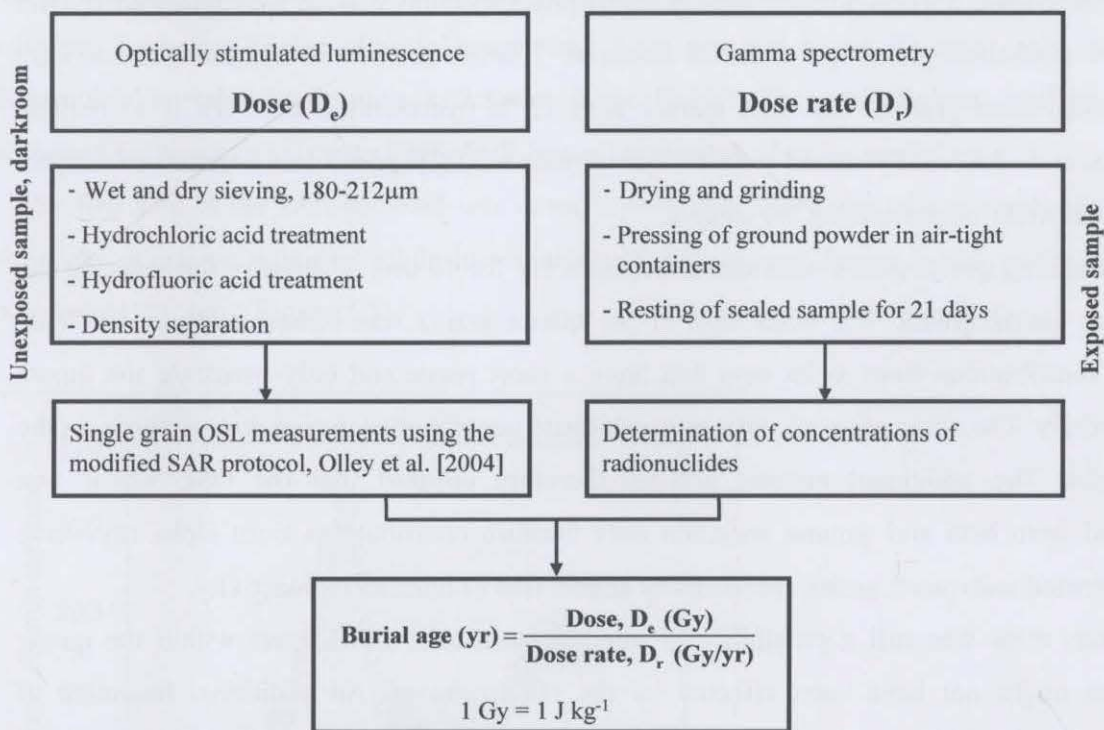 Unexposed sample, darkroom
Optically stimulated luminescence
Dose (Dₑ)
- Wet and dry sieving, 180-212µm
- Hydrochloric acid treatment
- Hydrofluoric acid treatment
- Density separation
Single grain OSL measurements using the
modified SAR protocol, Olley et al. [2004]
Gamma spectrometry
Dose rate (Dᵣ)
- Drying and grinding
- Pressing of ground powder in air-tight
containers
- Resting of sealed sample for 21 days
Determination of concentrations of
radionuclides
Exposed sample
Burial age (yr) = Dose, Dₑ (Gy)
Dose rate, Dᵣ (Gy/yr)
1 Gy = 1 J kg⁻¹